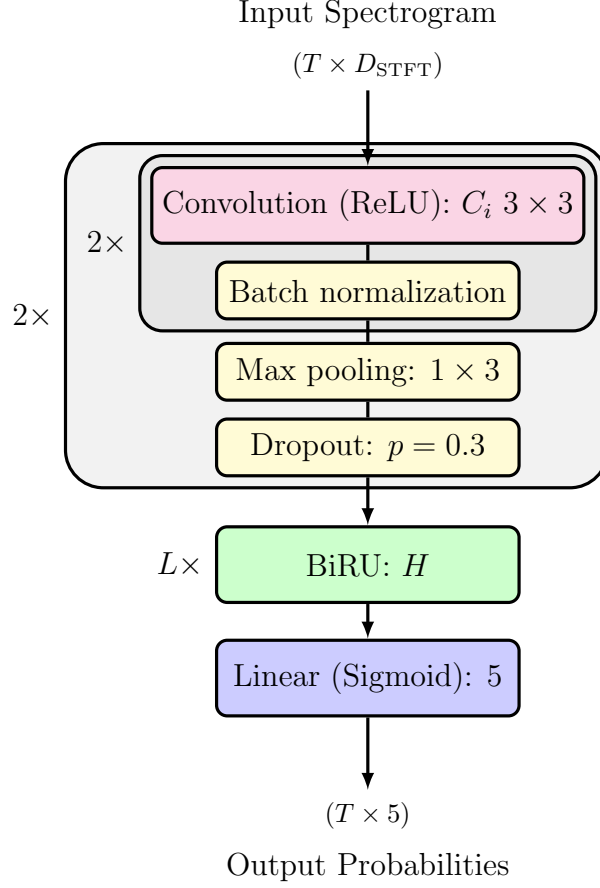 Input Spectrogram
(T × D_STFT)
Convolution (ReLU): C_i 3 × 3
2×
Batch normalization
2×
Max pooling: 1 × 3
Dropout: p = 0.3
L×
BiRU: H
Linear (Sigmoid): 5
(T × 5)
Output Probabilities